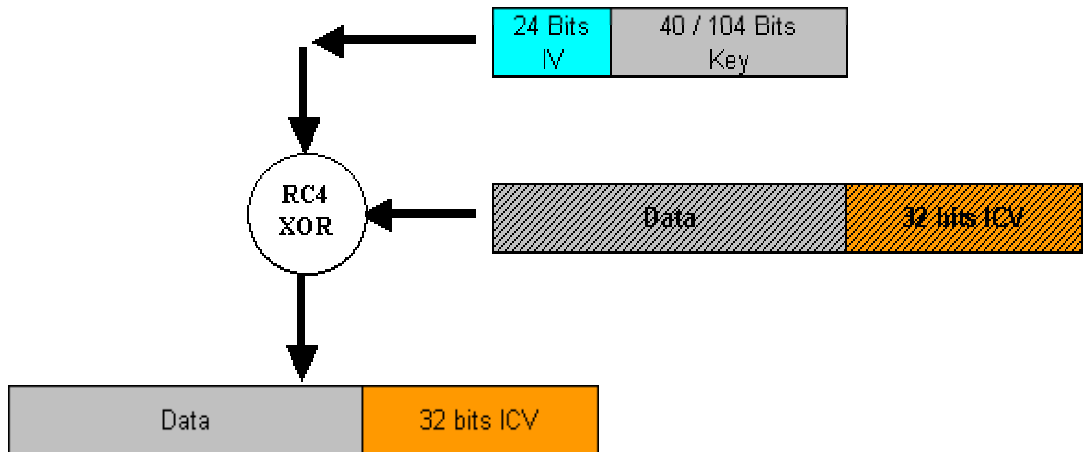 24 Bits
IV
40 / 104 Bits
Key
RC4
XOR
Data
32 bits ICV
Data
32 bits ICV